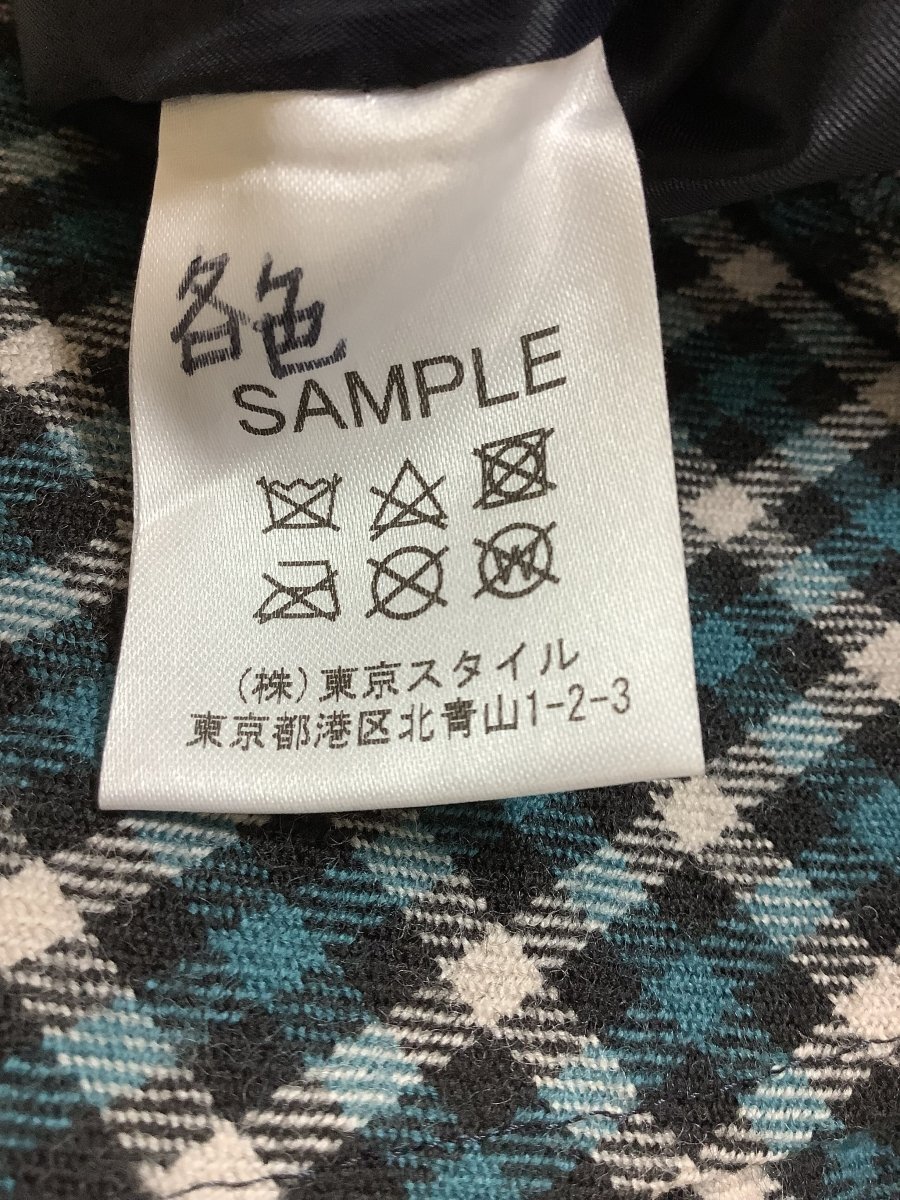 各色
SAMPLE
W
(株)東京スタイル
東京都港区北青山1-2-3